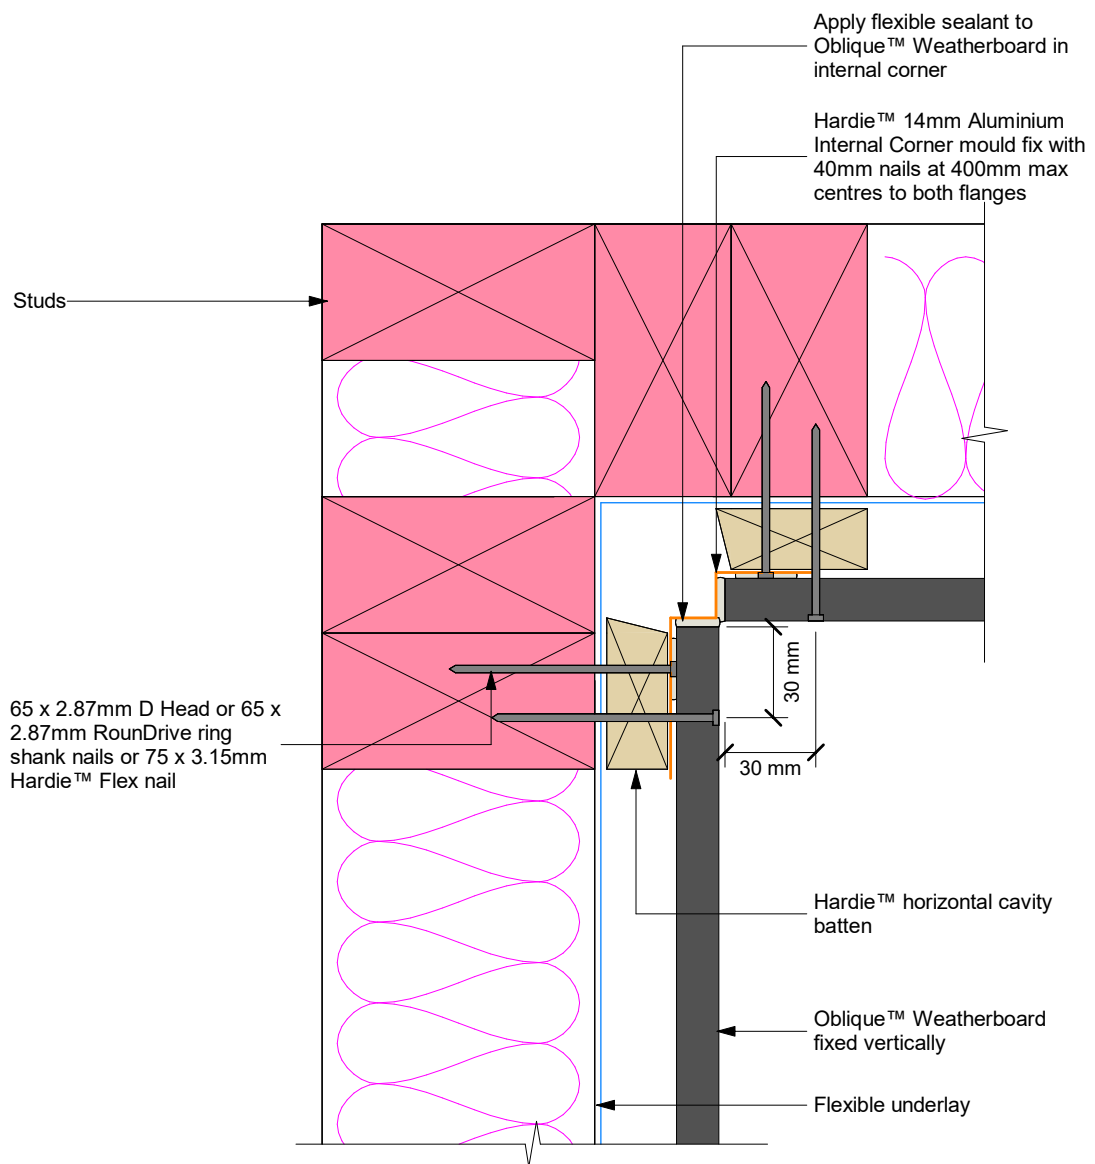 Apply flexible sealant to
Oblique™ Weatherboard in
internal corner
Hardie™ 14mm Aluminium
Internal Corner mould fix with
40mm nails at 400mm max
centres to both flanges
Studs
65 x 2.87mm D Head or 65 x
2.87mm RounDrive ring
shank nails or 75 x 3.15mm
Hardie™ Flex nail
30 mm
30 mm
Hardie™ horizontal cavity
batten
Oblique™ Weatherboard
fixed vertically
Flexible underlay